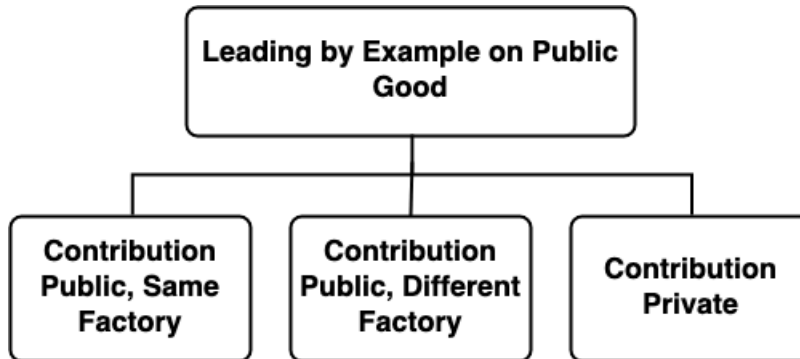 Leading by Example on Public
Good
Contribution
Public, Same
Factory
Contribution
Public, Different
Factory
Contribution
Private